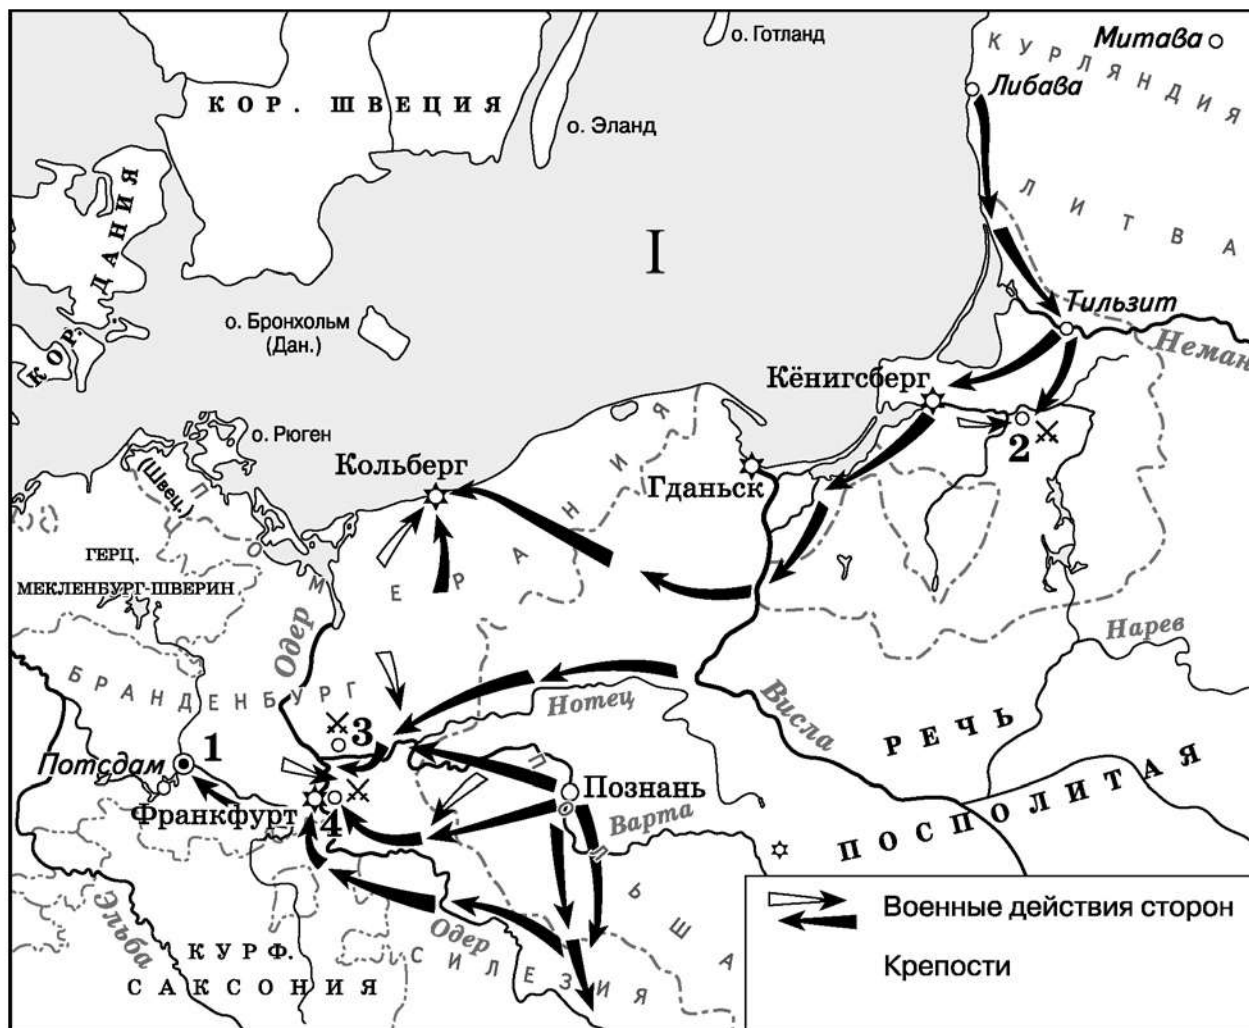 о. Готланд
КУРЛЯНДИЯ
Митава
КОР. ШВЕЦИЯ
Либава
о. Эланд
КОР. ДАНИЯ
ЛИТВА
I
о. Бронхольм
(Дан.)
Тильзит
Неман
Кёнигсберг
о. Рюген
2
Кольберг
Гданьск
(Швец.)
ПОМЕРАНИЯ
ГЕРЦ.
МЕКЛЕНБУРГ-ШВЕРИН
Одер
Нарев
БРАНДЕНБУРГ
Нотец
Висла
РЕЧЬ
ПОСПОЛИТАЯ
3
1
Потсдам
Познань
Франкфурт
4
Варта
ПОЛЬША
Эльба
Одер
КУРФ.
САКСОНИЯ
СИЛЕЗИЯ
Военные действия сторон
Крепости